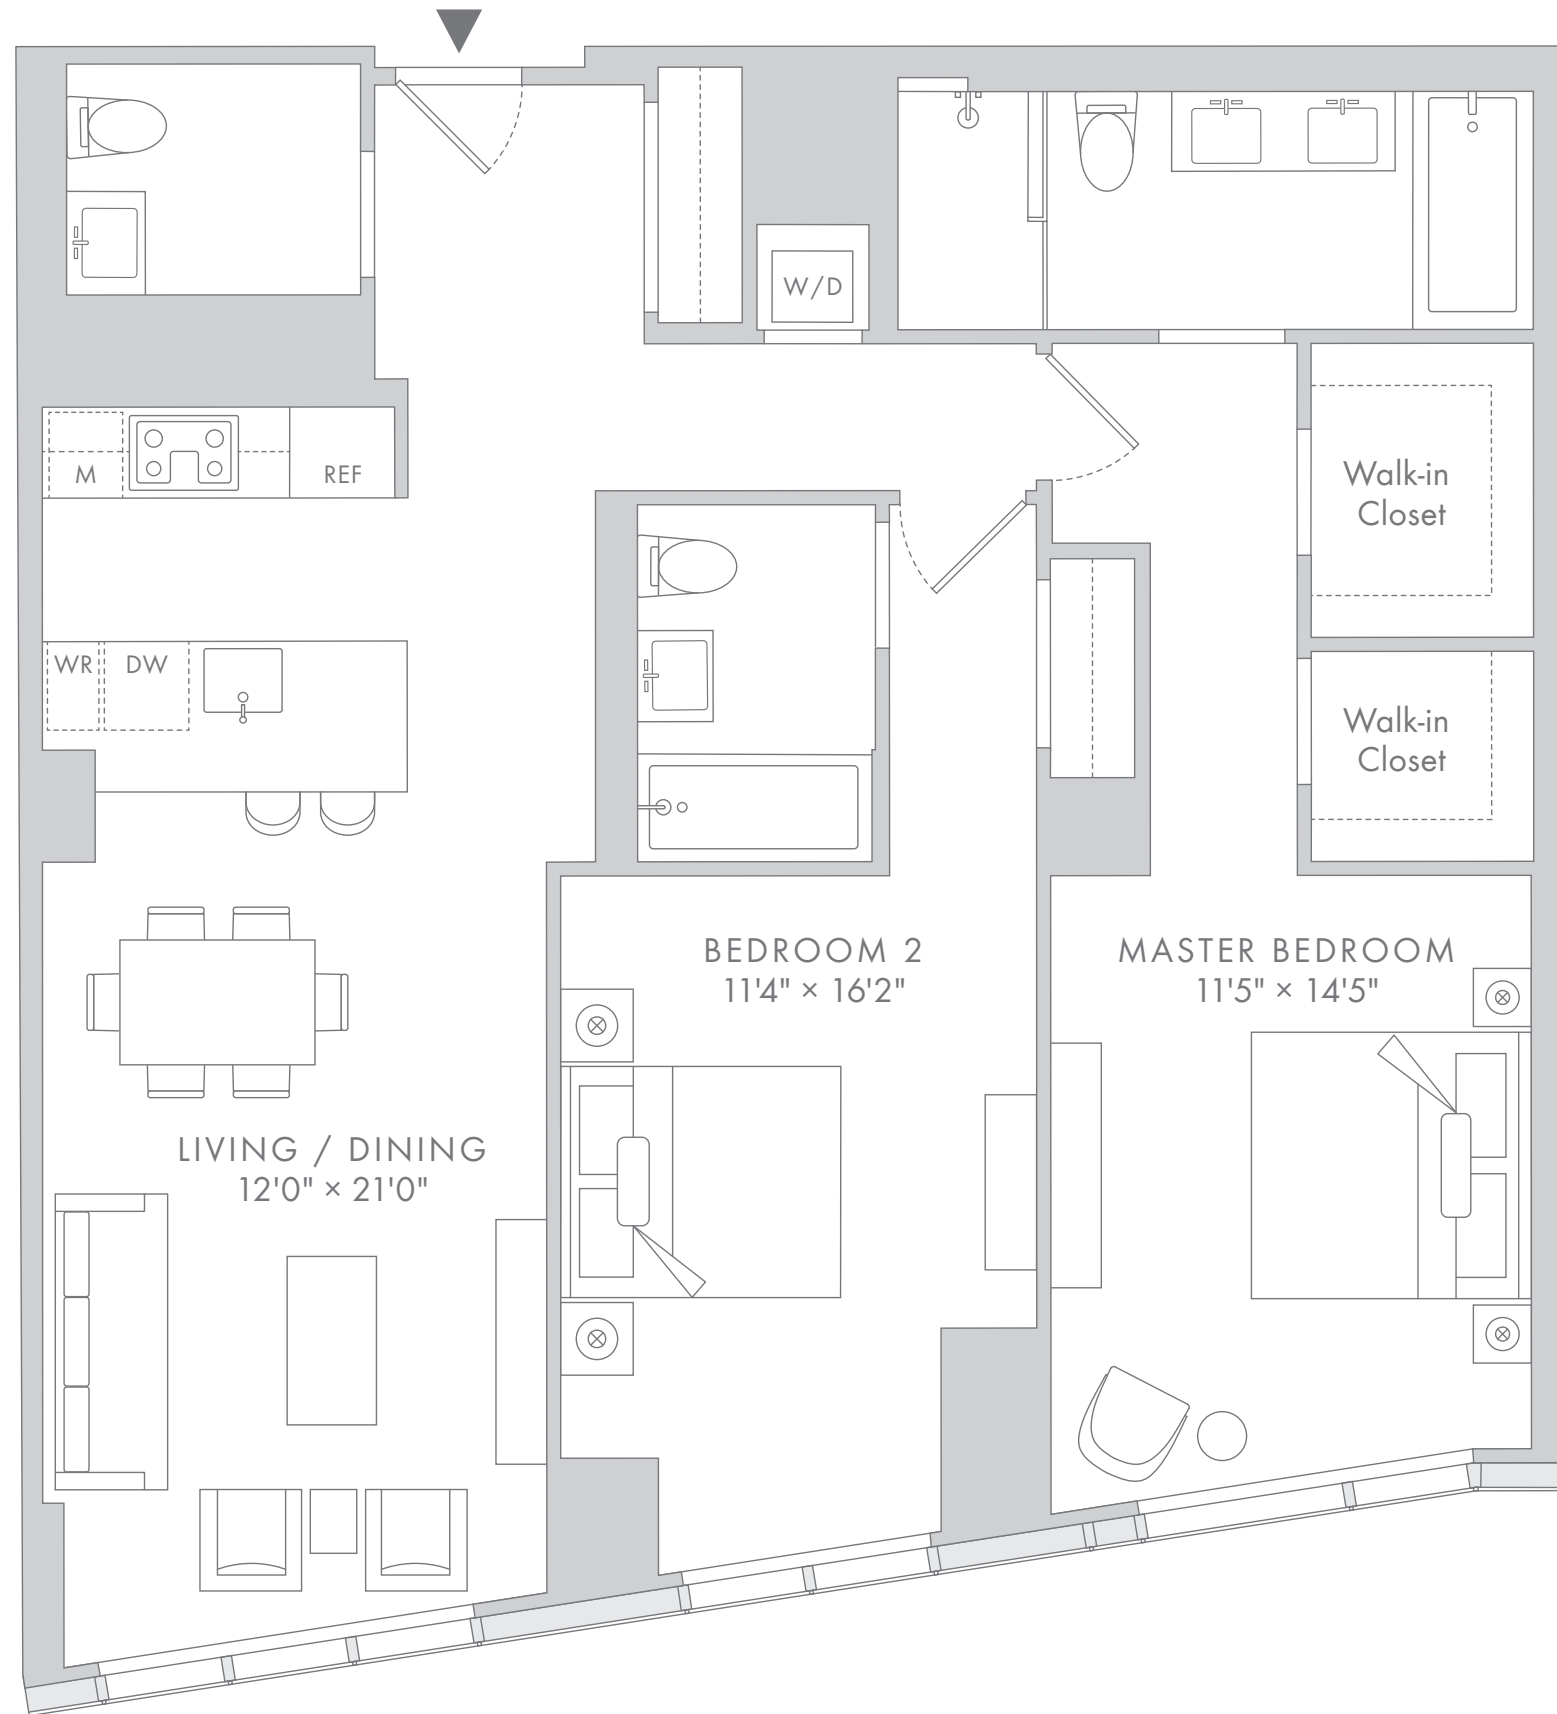 W/D
M
REF
Walk-in
Closet
WR
DW
Walk-in
Closet
BEDROOM 2
11'4" × 16'2"
MASTER BEDROOM
11'5" × 14'5"
LIVING / DINING
12'0" × 21'0"